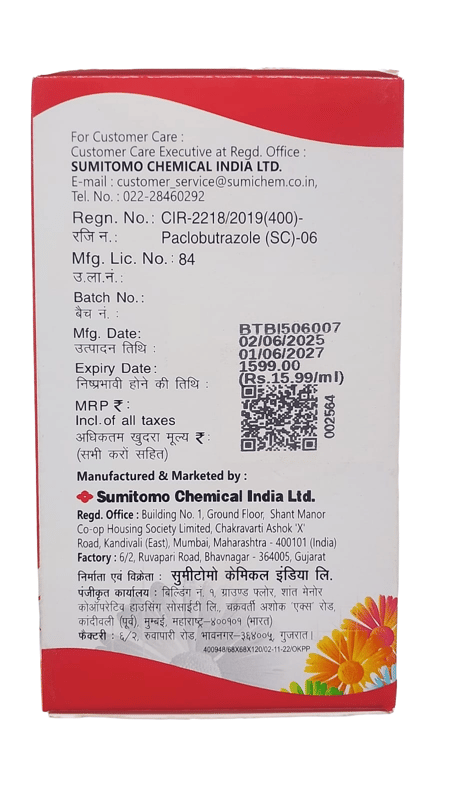 For Customer Care :
Customer Care Executive at Regd. Office :
SUMITOMO CHEMICAL INDIA LTD.
E-mail : customer_service@sumichem.co.in,
Tel. No. : 022-28460292
Regn. No.: CIR-2218/2019(400)-
रजि न.: Paclobutrazole (SC)-06
Mfg. Lic. No.: 84
उ.ला.नं.:
Batch No.:
बैच नं. :
BTBI506007
Mfg. Date:
02/06/2025
उत्पादन तिथि :
01/06/2027
Expiry Date:
1599.00
निष्प्रभावी होने की तिथि :
(Rs.15.99/ml)
MRP ₹ :
Incl.of all taxes
002564
अधिकतम खुदरा मूल्य ₹ :
(सभी करों सहित)
Manufactured & Marketed by :
Sumitomo Chemical India Ltd.
Regd. Office : Building No. 1, Ground Floor, Shant Manor
Co-op Housing Society Limited, Chakravarti Ashok 'X'
Road, Kandivali (East), Mumbai, Maharashtra - 400101 (India)
Factory : 6/2, Ruvapari Road, Bhavnagar - 364005, Gujarat
निर्माता एवं विक्रेता : सुमीटोमो केमिकल इंडिया लि.
पंजीकृत कार्यालय : बिल्डिंग नं. १, ग्राउण्ड फ्लोर, शांत मेनोर
कोऑपरेटिव हाउसिंग सोसाईटी लि., चक्रवर्ती अशोक 'एक्स' रोड,
कांदीवली (पूर्व), मुम्बई, महाराष्ट्र–४००१०१ (भारत)
फॅक्टरी : ६/२, रुवापारी रोड, भावनगर–३६४००५, गुजरात।
400948/68X68X120/02-11-22/OKPP